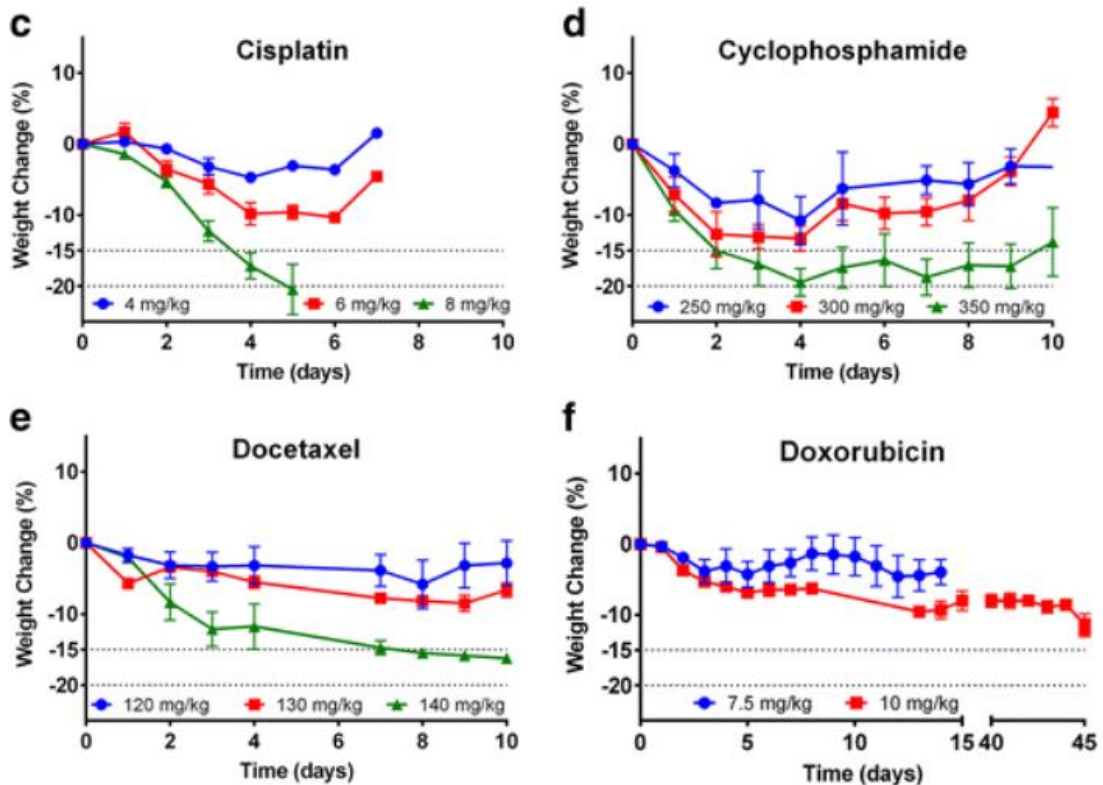 c
Cisplatin
Weight Change (%)
10
0
-10
-15
-20
4 mg/kg 6 mg/kg 8 mg/kg
0 2 4 6 8 10
Time (days)
d
Cyclophosphamide
Weight Change (%)
10
0
-10
-15
-20
250 mg/kg 300 mg/kg 350 mg/kg
0 2 4 6 8 10
Time (days)
e
Docetaxel
Weight Change (%)
10
0
-10
-15
-20
120 mg/kg 130 mg/kg 140 mg/kg
0 2 4 6 8 10
Time (days)
f
Doxorubicin
Weight Change (%)
10
0
-10
-15
-20
7.5 mg/kg 10 mg/kg
0 5 10 15 40 45
Time (days)